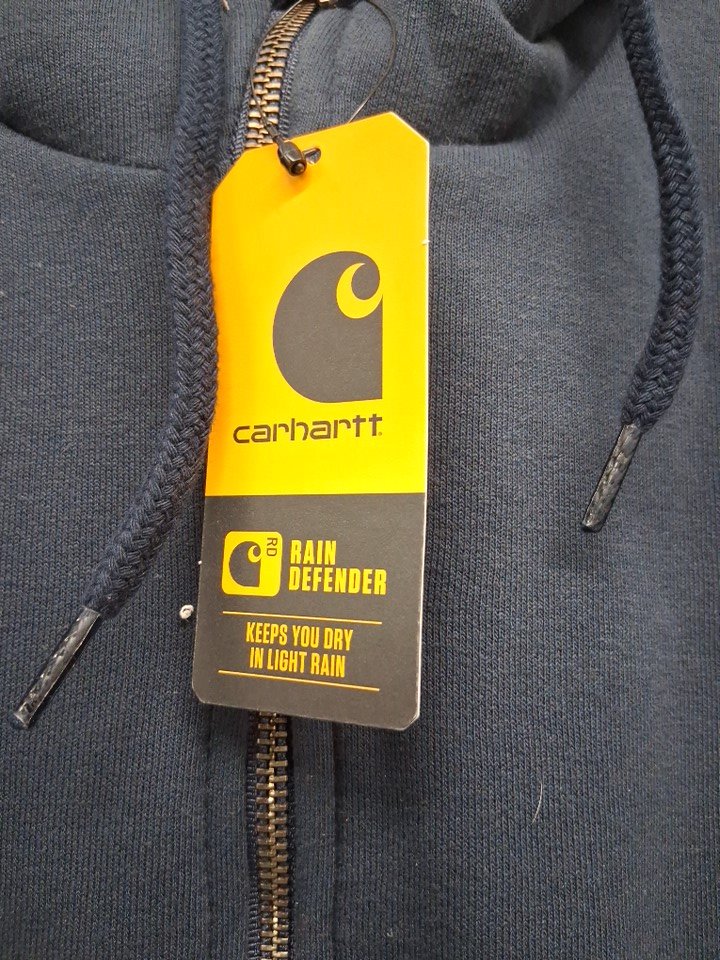 carhartt
RD
RAIN
DEFENDER
KEEPS YOU DRY
IN LIGHT RAIN